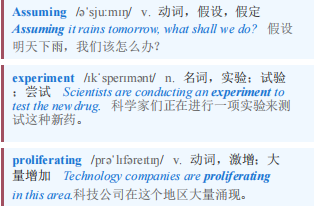 Assuming /əˈsjuːmɪŋ/ v. 动词，假设，假定
Assuming it rains tomorrow, what shall we do? 假设
明天下雨，我们该怎么办？
experiment /ɪkˈsperɪmənt/ n. 名词，实验；试验
；尝试 Scientists are conducting an experiment to
test the new drug. 科学家们正在进行一项实验来测
试这种新药。
proliferating /prəˈlɪfəreɪtɪŋ/ v. 动词，激增；大
量增加 Technology companies are proliferating
in this area.科技公司在这个地区大量涌现。